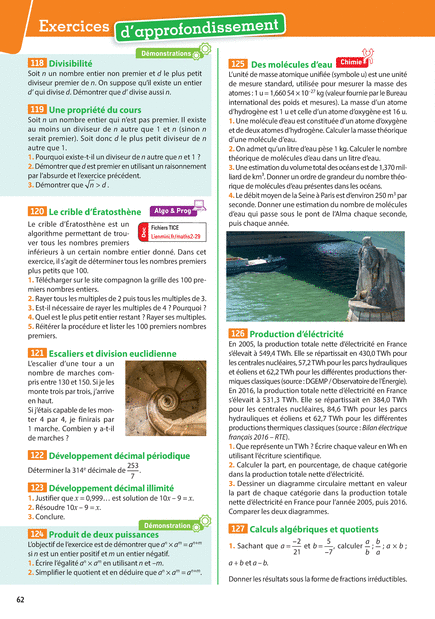 Exercices d'approfondissement
Démonstrations
118 Divisibilité
Soit n un nombre entier non premier et d le plus petit
diviseur premier de n. On suppose qu'il existe un entier
d' qui divise d. Démontrer que d' divise aussi n.
119 Une propriété du cours
Soit n un nombre entier qui n'est pas premier. Il existe
au moins un diviseur de n autre que 1 et n (sinon n
serait premier). Soit donc d le plus petit diviseur de n
autre que 1.
1. Pourquoi existe-t-il un diviseur de n autre que n et 1 ?
2. Démontrer que d est premier en utilisant un raisonnement
par l'absurde et l'exercice précédent.
3. Démontrer que √n > d.
120 Le crible d'Ératosthène
Algo & Prog
Le crible d'Ératosthène est un
algorithme permettant de trou-
ver tous les nombres premiers
Doc
Fichiers TICE
Lienmini.fr/maths2-29
inférieurs à un certain nombre entier donné. Dans cet
exercice, il s'agit de déterminer tous les nombres premiers
plus petits que 100.
1. Télécharger sur le site compagnon la grille des 100 pre-
miers nombres entiers.
2. Rayer tous les multiples de 2 puis tous les multiples de 3.
3. Est-il nécessaire de rayer les multiples de 4 ? Pourquoi ?
4. Quel est le plus petit entier restant ? Rayer ses multiples.
5. Réitérer la procédure et lister les 100 premiers nombres
premiers.
121 Escaliers et division euclidienne
L'escalier d'une tour a un
nombre de marches com-
pris entre 130 et 150. Si je les
monte trois par trois, j'arrive
en haut.
Si j'étais capable de les mon-
ter 4 par 4, je finirais par
1 marche. Combien y a-t-il
de marches ?
122 Développement décimal périodique
Déterminer la 314e décimale de 253/7.
123 Développement décimal illimité
1. Justifier que x = 0,999… est solution de 10x – 9 = x.
2. Résoudre 10x – 9 = x.
3. Conclure.
Démonstration
124 Produit de deux puissances
L'objectif de l'exercice est de démontrer que aⁿ × aᵐ = aⁿ⁺ᵐ
si n est un entier positif et m un entier négatif.
1. Écrire l'égalité aⁿ × aᵐ en utilisant n et –m.
2. Simplifier le quotient et en déduire que aⁿ × aᵐ = aⁿ⁺ᵐ.
125 Des molécules d'eau
Chimie
L'unité de masse atomique unifiée (symbole u) est une unité
de mesure standard, utilisée pour mesurer la masse des
atomes : 1 u = 1,660 54 × 10⁻²⁷ kg (valeur fournie par le Bureau
international des poids et mesures). La masse d'un atome
d'hydrogène est 1 u et celle d'un atome d'oxygène est 16 u.
1. Une molécule d'eau est constituée d'un atome d'oxygène
et de deux atomes d'hydrogène. Calculer la masse théorique
d'une molécule d'eau.
2. On admet qu'un litre d'eau pèse 1 kg. Calculer le nombre
théorique de molécules d'eau dans un litre d'eau.
3. Une estimation du volume total des océans est de 1,370 mil-
liard de km³. Donner un ordre de grandeur du nombre théo-
rique de molécules d'eau présentes dans les océans.
4. Le débit moyen de la Seine à Paris est d'environ 250 m³ par
seconde. Donner une estimation du nombre de molécules
d'eau qui passe sous le pont de l'Alma chaque seconde,
puis chaque année.
126 Production d'éléctricité
En 2005, la production totale nette d'électricité en France
s'élevait à 549,4 TWh. Elle se répartissait en 430,0 TWh pour
les centrales nucléaires, 57,2 TWh pour les parcs hydrauliques
et éoliens et 62,2 TWh pour les différentes productions ther-
miques classiques (source : DGEMP / Observatoire de l'Énergie).
En 2016, la production totale nette d'électricité en France
s'élevait à 531,3 TWh. Elle se répartissait en 384,0 TWh
pour les centrales nucléaires, 84,6 TWh pour les parcs
hydrauliques et éoliens et 62,7 TWh pour les différentes
productions thermiques classiques (source : Bilan électrique
français 2016 – RTE).
1. Que représente un TWh ? Écrire chaque valeur en Wh en
utilisant l'écriture scientifique.
2. Calculer la part, en pourcentage, de chaque catégorie
dans la production totale nette d'électricité.
3. Dessiner un diagramme circulaire mettant en valeur
la part de chaque catégorie dans la production totale
nette d'électricité en France pour l'année 2005, puis 2016.
Comparer les deux diagrammes.
127 Calculs algébriques et quotients
1. Sachant que a = –2/21 et b = 5/–7, calculer a/b ; b/a ; a × b ;
a + b et a – b.
Donner les résultats sous la forme de fractions irréductibles.
62